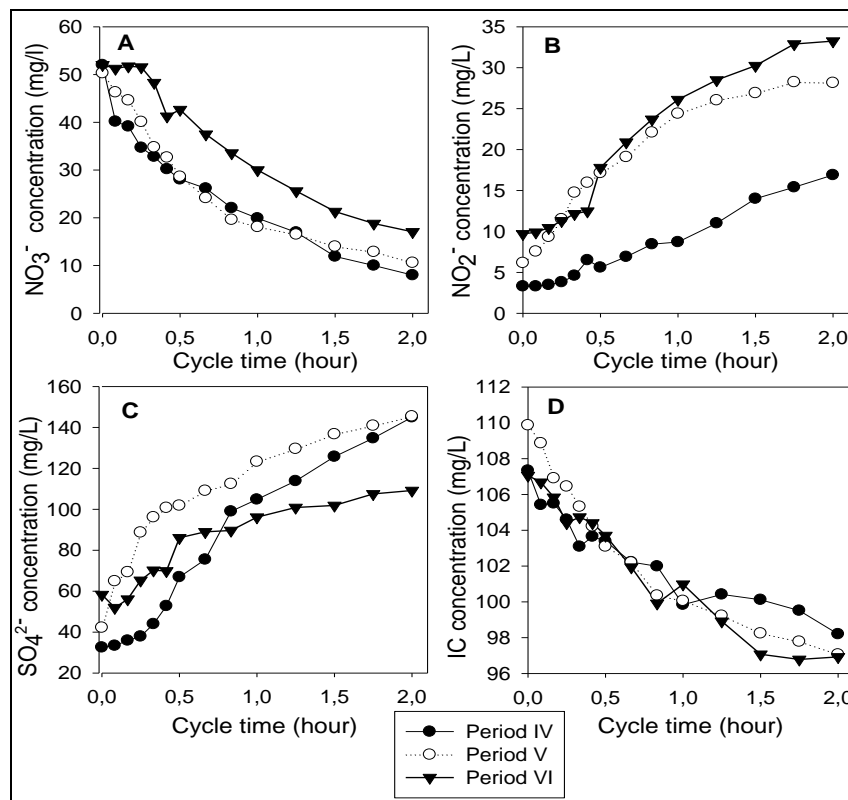 A
NO3- concentration (mg/l)
60
50
40
30
20
10
0
0,0 0,5 1,0 1,5 2,0
Cycle time (hour)
B
NO2- concentration (mg/L)
35
30
25
20
15
10
5
0
0,0 0,5 1,0 1,5 2,0
Cycle time (hour)
C
SO42- concentration (mg/L)
160
140
120
100
80
60
40
20
0,0 0,5 1,0 1,5 2,0
Cycle time (hour)
D
IC concentration (mg/L)
112
110
108
106
104
102
100
98
96
0,0 0,5 1,0 1,5 2,0
Cycle time (hour)
Period IV
Period V
Period VI